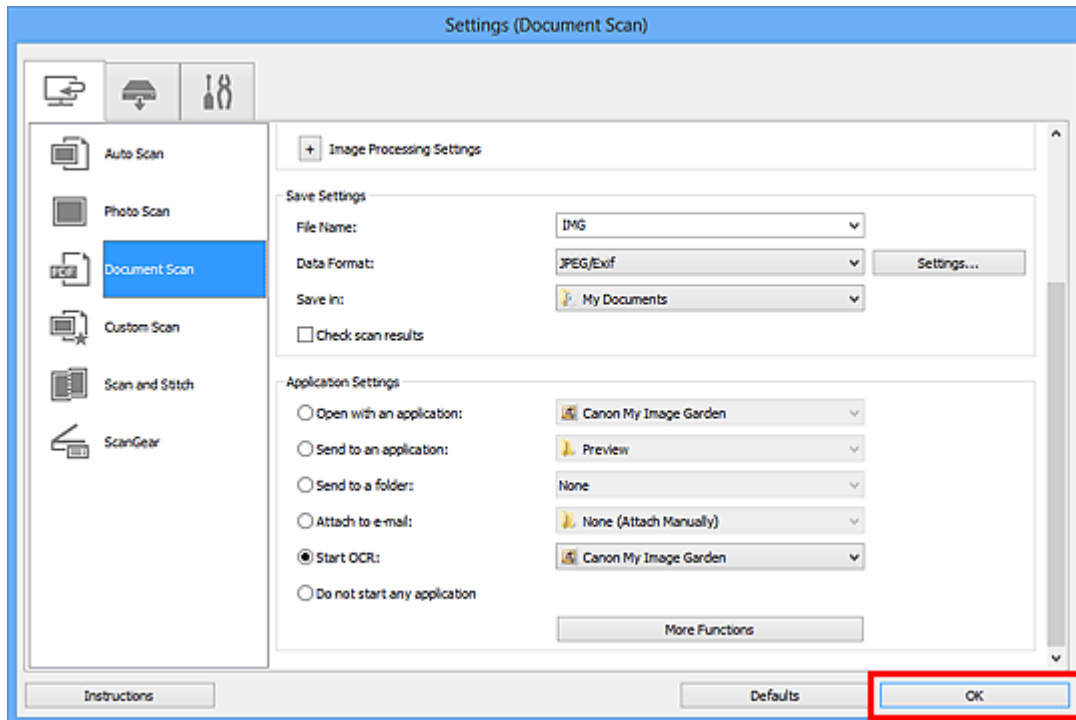 Settings (Document Scan)
Auto Scan
Photo Scan
PDF
Document Scan
Custom Scan
Scan and Stitch
ScanGear
+ Image Processing Settings
Save Settings
File Name: IMG
Data Format: JPEG/Exif Settings...
Save in: My Documents
Check scan results
Application Settings
Open with an application: Canon My Image Garden
Send to an application: Preview
Send to a folder: None
Attach to e-mail: None (Attach Manually)
Start OCR: Canon My Image Garden
Do not start any application
More Functions
Instructions Defaults OK